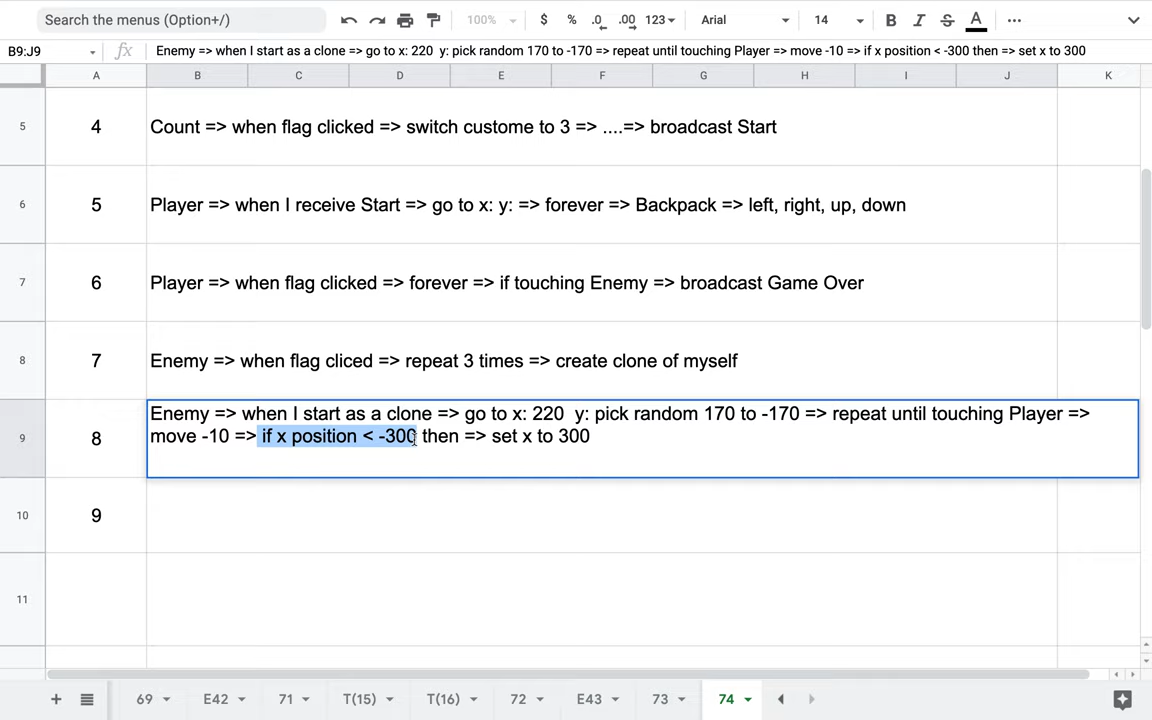 Search the menus (Option+/)
100%
$ % .0 .00 123
Arial
14
B I S A
B9:J9
fx
Enemy => when I start as a clone => go to x: 220  y: pick random 170 to -170 => repeat until touching Player => move -10 => if x position < -300 then => set x to 300
A B C D E F G H I J K
5
4
Count => when flag clicked => switch custome to 3 => ....=> broadcast Start
6
5
Player => when I receive Start => go to x: y: => forever => Backpack => left, right, up, down
7
6
Player => when flag clicked => forever => if touching Enemy => broadcast Game Over
8
7
Enemy => when flag cliced => repeat 3 times => create clone of myself
9
8
Enemy => when I start as a clone => go to x: 220  y: pick random 170 to -170 => repeat until touching Player =>
move -10 => if x position < -300 then => set x to 300
10
9
11
69 E42 71 T(15) T(16) 72 E43 73 74